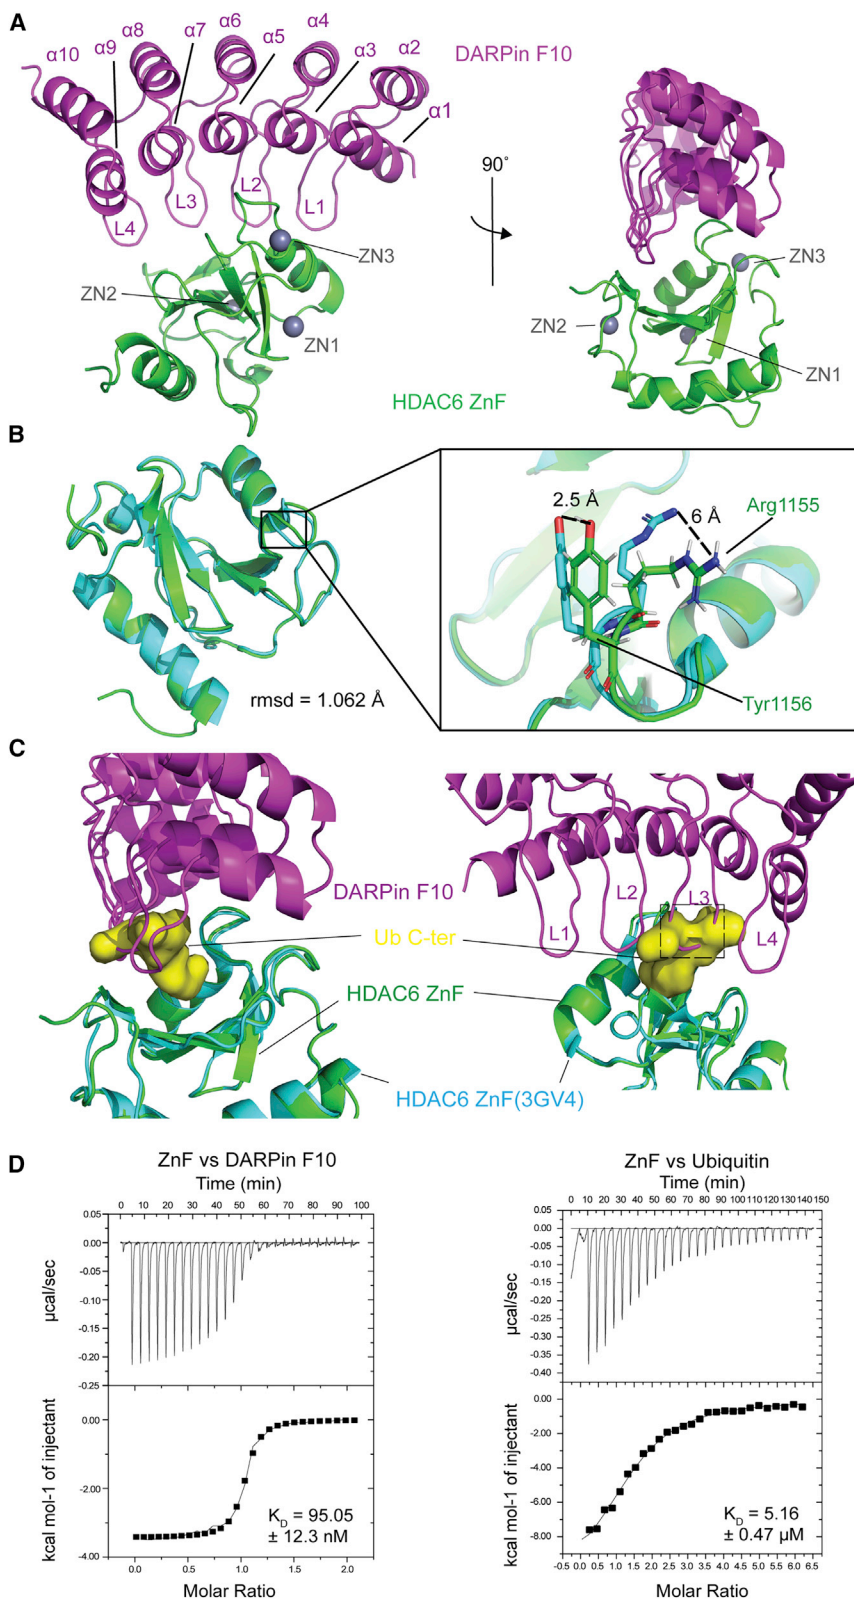 A
α10
α9
α8
α7
α6
α5
α4
α3
α2
α1
DARPin F10
L4
L3
L2
L1
ZN3
ZN2
ZN1
90°
ZN3
ZN2
ZN1
HDAC6 ZnF
B
rmsd = 1.062 Å
2.5 Å
6 Å
Arg1155
Tyr1156
C
DARPin F10
Ub C-ter
HDAC6 ZnF
HDAC6 ZnF(3GV4)
L1
L2
L3
L4
D
ZnF vs DARPin F10
Time (min)
0 10 20 30 40 50 60 70 80 90 100
0.05
0.00
-0.05
-0.10
-0.15
-0.20
-0.25
µcal/sec
0.00
-2.00
-4.00
kcal mol-1 of injectant
K_D = 95.05
± 12.3 nM
0.0 0.5 1.0 1.5 2.0
Molar Ratio
ZnF vs Ubiquitin
Time (min)
0 10 20 30 40 50 60 70 80 90 100 110 120 130 140 150
0.05
0.00
-0.05
-0.10
-0.15
-0.20
-0.25
-0.30
-0.35
-0.40
µcal/sec
0.00
-2.00
-4.00
-6.00
-8.00
kcal mol-1 of injectant
K_D = 5.16
± 0.47 µM
-0.5 0.0 0.5 1.0 1.5 2.0 2.5 3.0 3.5 4.0 4.5 5.0 5.5 6.0 6.5
Molar Ratio